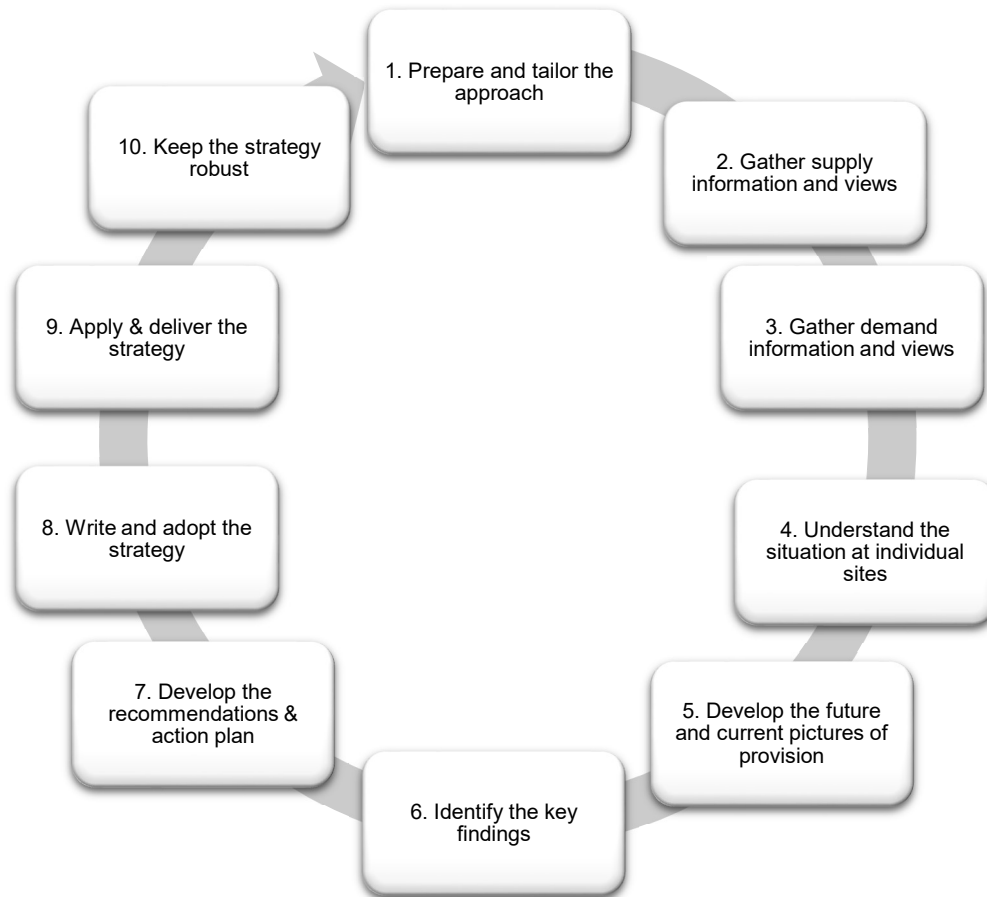 1. Prepare and tailor the
approach
2. Gather supply
information and views
3. Gather demand
information and views
4. Understand the
situation at individual
sites
5. Develop the future
and current pictures of
provision
6. Identify the key
findings
7. Develop the
recommendations &
action plan
8. Write and adopt the
strategy
9. Apply & deliver the
strategy
10. Keep the strategy
robust